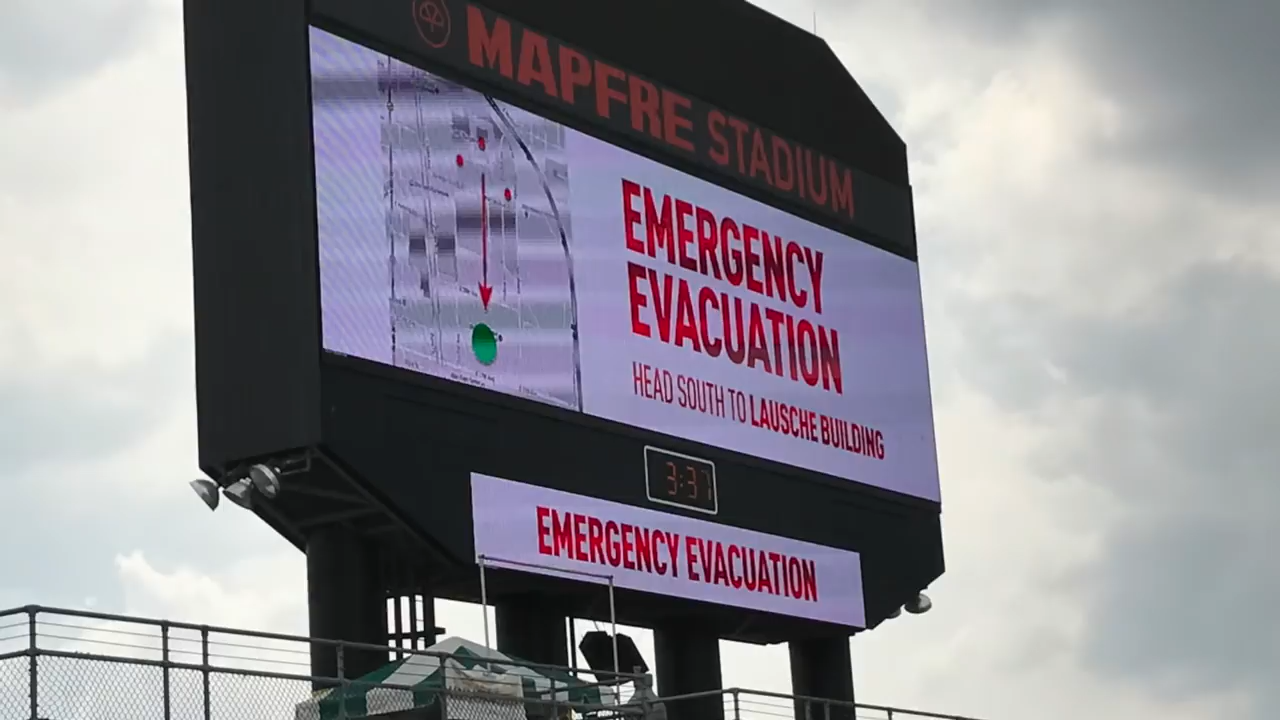 MAPFRE STADIUM
EMERGENCY
EVACUATION
HEAD SOUTH TO LAUSCHE BUILDING
3:37
EMERGENCY EVACUATION